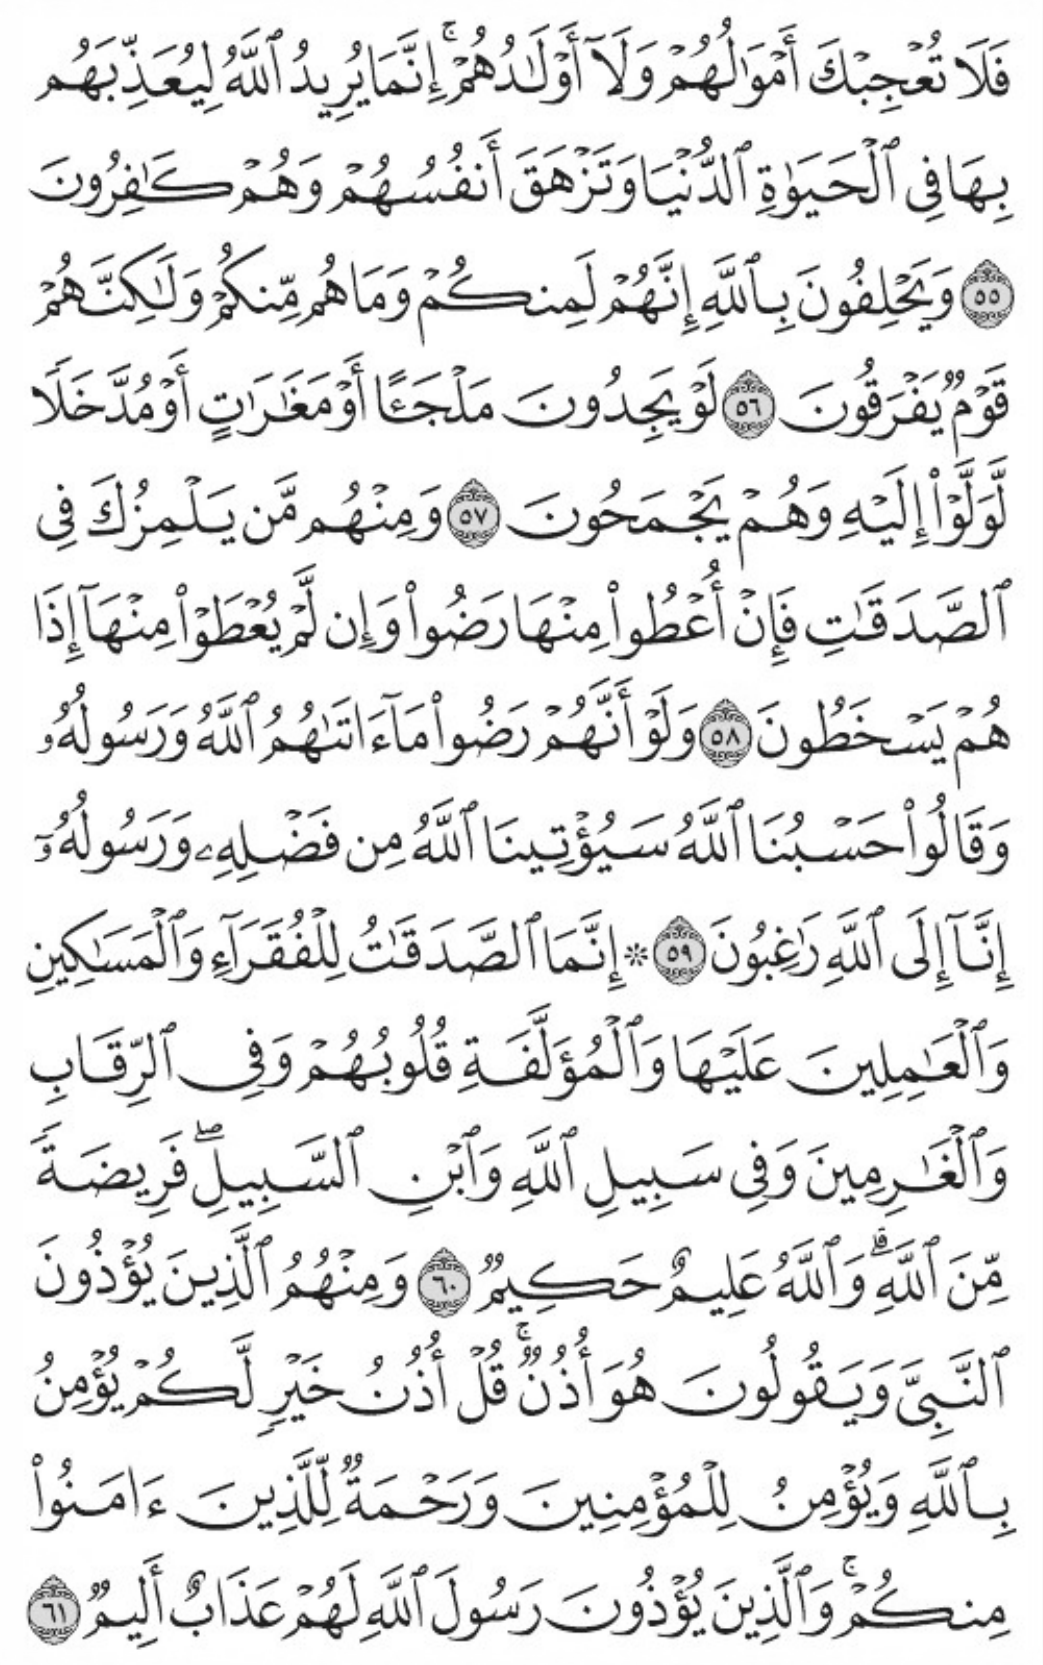 فَلَا تُعۡجِبۡكَ أَمۡوَٰلُهُمۡ وَلَآ أَوۡلَٰدُهُمۡۚ إِنَّمَا يُرِيدُ ٱللَّهُ لِيُعَذِّبَهُم
بِهَا فِي ٱلۡحَيَوٰةِ ٱلدُّنۡيَا وَتَزۡهَقَ أَنفُسُهُمۡ وَهُمۡ كَٰفِرُونَ
٥٥ وَيَحۡلِفُونَ بِٱللَّهِ إِنَّهُمۡ لَمِنكُمۡ وَمَا هُم مِّنكُمۡ وَلَٰكِنَّهُمۡ
قَوۡمٞ يَفۡرَقُونَ ٥٦ لَوۡ يَجِدُونَ مَلۡجَـًٔا أَوۡ مَغَٰرَٰتٍ أَوۡ مُدَّخَلٗا
لَّوَلَّوۡاْ إِلَيۡهِ وَهُمۡ يَجۡمَحُونَ ٥٧ وَمِنۡهُم مَّن يَلۡمِزُكَ فِي
ٱلصَّدَقَٰتِ فَإِنۡ أُعۡطُواْ مِنۡهَا رَضُواْ وَإِن لَّمۡ يُعۡطَوۡاْ مِنۡهَآ إِذَا
هُمۡ يَسۡخَطُونَ ٥٨ وَلَوۡ أَنَّهُمۡ رَضُواْ مَآ ءَاتَىٰهُمُ ٱللَّهُ وَرَسُولُهُۥ
وَقَالُواْ حَسۡبُنَا ٱللَّهُ سَيُؤۡتِينَا ٱللَّهُ مِن فَضۡلِهِۦ وَرَسُولُهُۥٓ
إِنَّآ إِلَى ٱللَّهِ رَٰغِبُونَ ٥٩ ۞ إِنَّمَا ٱلصَّدَقَٰتُ لِلۡفُقَرَآءِ وَٱلۡمَسَٰكِينِ
وَٱلۡعَٰمِلِينَ عَلَيۡهَا وَٱلۡمُؤَلَّفَةِ قُلُوبُهُمۡ وَفِي ٱلرِّقَابِ
وَٱلۡغَٰرِمِينَ وَفِي سَبِيلِ ٱللَّهِ وَٱبۡنِ ٱلسَّبِيلِۖ فَرِيضَةٗ
مِّنَ ٱللَّهِۗ وَٱللَّهُ عَلِيمٌ حَكِيمٞ ٦٠ وَمِنۡهُمُ ٱلَّذِينَ يُؤۡذُونَ
ٱلنَّبِيَّ وَيَقُولُونَ هُوَ أُذُنٞۚ قُلۡ أُذُنُ خَيۡرٖ لَّكُمۡ يُؤۡمِنُ
بِٱللَّهِ وَيُؤۡمِنُ لِلۡمُؤۡمِنِينَ وَرَحۡمَةٞ لِّلَّذِينَ ءَامَنُواْ
مِنكُمۡۚ وَٱلَّذِينَ يُؤۡذُونَ رَسُولَ ٱللَّهِ لَهُمۡ عَذَابٌ أَلِيمٞ ٦١